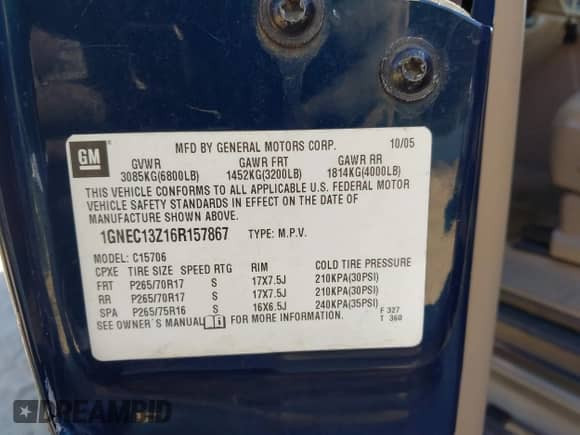 MFD BY GENERAL MOTORS CORP. 10/05
GM
GVWR GAWR FRT GAWR RR
3085KG(6800LB) 1452KG(3200LB) 1814KG(4000LB)
THIS VEHICLE CONFORMS TO ALL APPLICABLE U.S. FEDERAL MOTOR
VEHICLE SAFETY STANDARDS IN EFFECT ON THE DATE OF
MANUFACTURE SHOWN ABOVE.
1GNEC13Z16R157867 TYPE: M.P.V.
MODEL: C15706
CPXE TIRE SIZE SPEED RTG RIM COLD TIRE PRESSURE
FRT P265/70R17 S 17X7.5J 210KPA(30PSI)
RR P265/70R17 S 17X7.5J 210KPA(30PSI)
SPA P265/75R16 S 16X6.5J 240KPA(35PSI)
SEE OWNER'S MANUAL FOR MORE INFORMATION.
F 327
T 360
DREAMBID